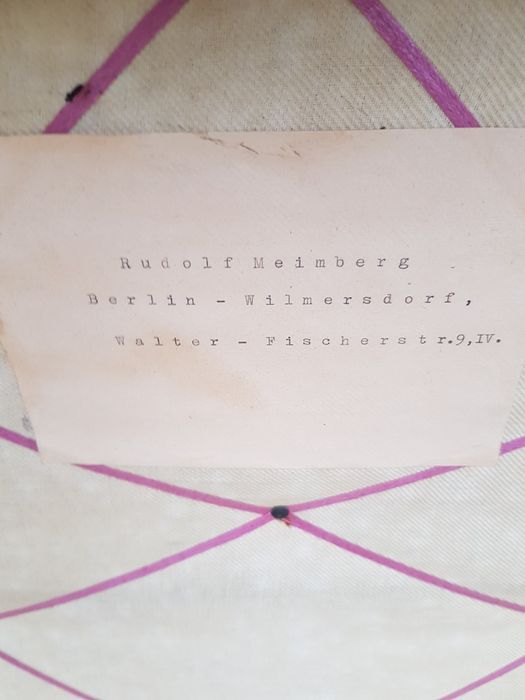 Rudolf Meimberg
Berlin - Wilmersdorf,
Walter - Fischerstr.9,IV.